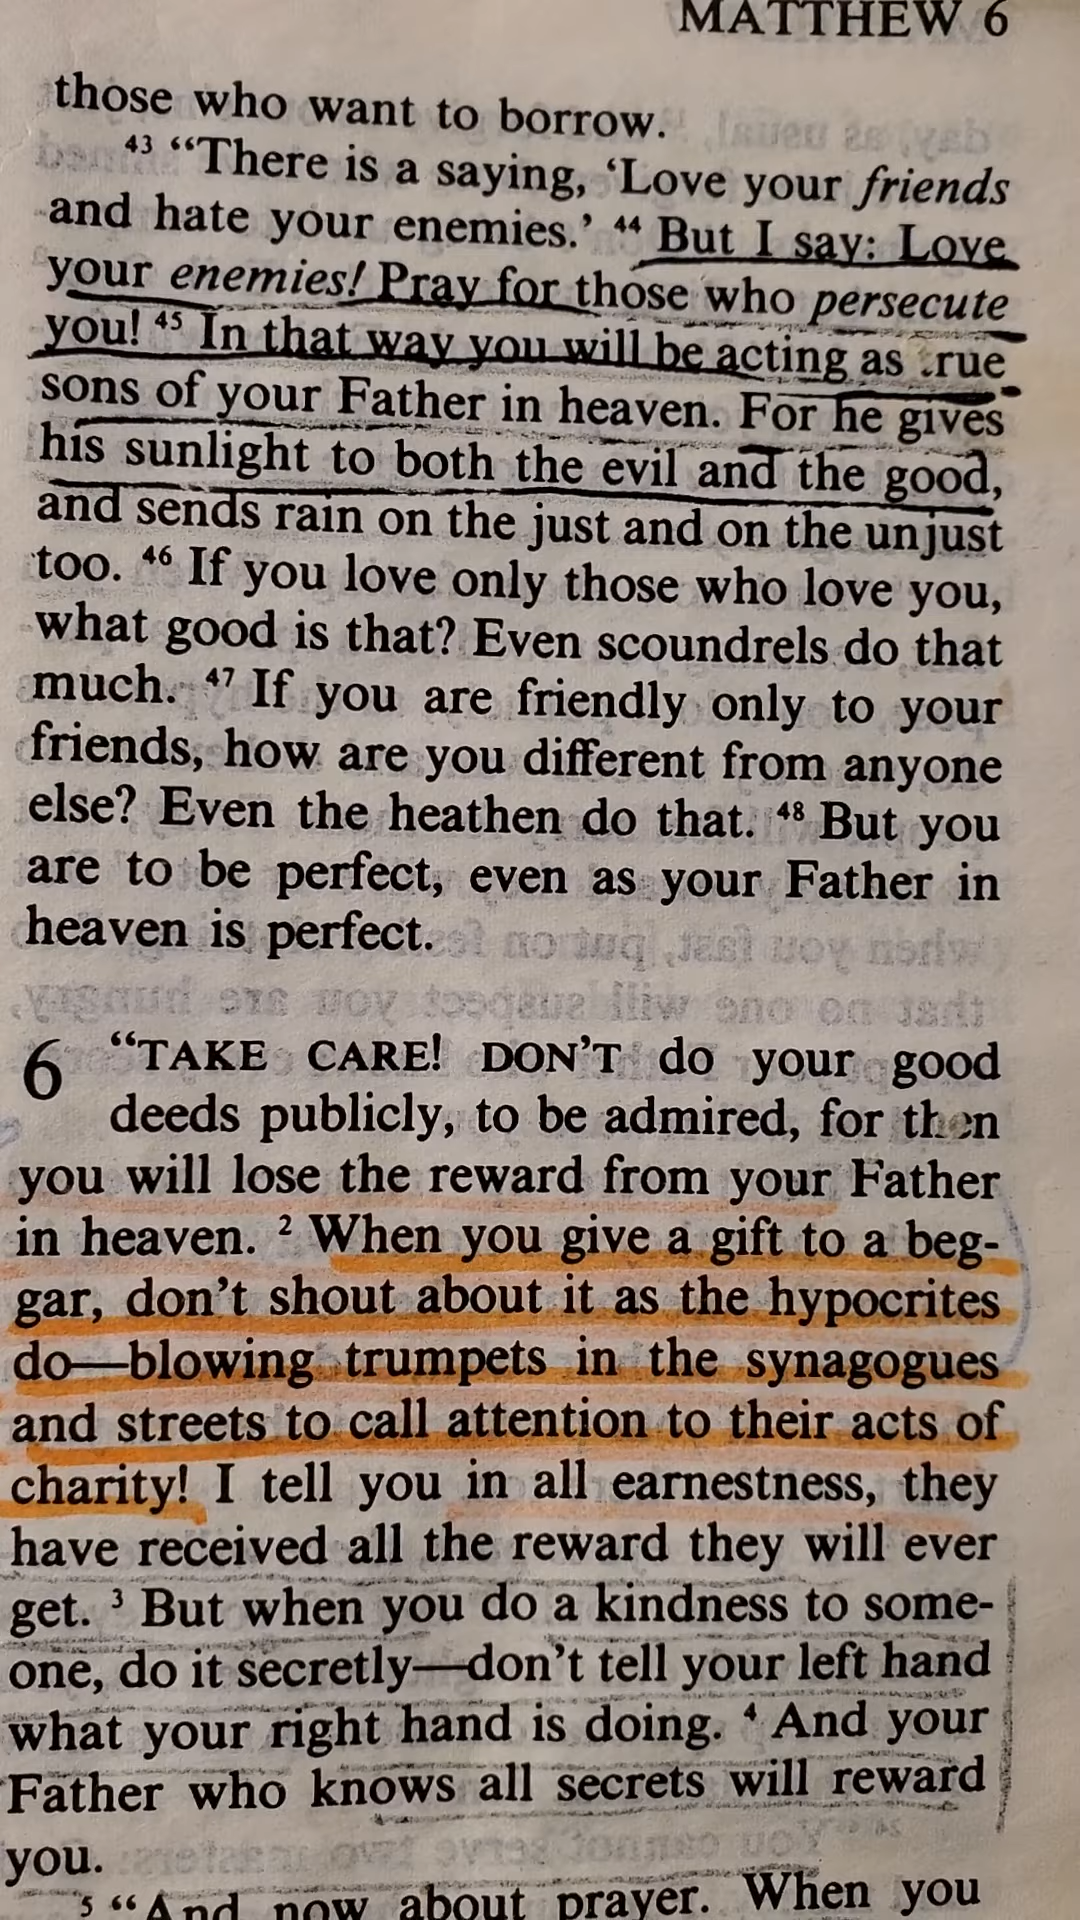 MATTHEW 6
those who want to borrow.
43 “There is a saying, ‘Love your friends
and hate your enemies.’ 44 But I say: Love
your enemies! Pray for those who persecute
you! 45 In that way you will be acting as true
sons of your Father in heaven. For he gives
his sunlight to both the evil and the good,
and sends rain on the just and on the unjust
too. 46 If you love only those who love you,
what good is that? Even scoundrels do that
much. 47 If you are friendly only to your
friends, how are you different from anyone
else? Even the heathen do that. 48 But you
are to be perfect, even as your Father in
heaven is perfect.
6 “TAKE CARE! DON’T do your good
deeds publicly, to be admired, for then
you will lose the reward from your Father
in heaven. 2 When you give a gift to a beg-
gar, don’t shout about it as the hypocrites
do—blowing trumpets in the synagogues
and streets to call attention to their acts of
charity! I tell you in all earnestness, they
have received all the reward they will ever
get. 3 But when you do a kindness to some-
one, do it secretly—don’t tell your left hand
what your right hand is doing. 4 And your
Father who knows all secrets will reward
you.
5 “And now about prayer. When you